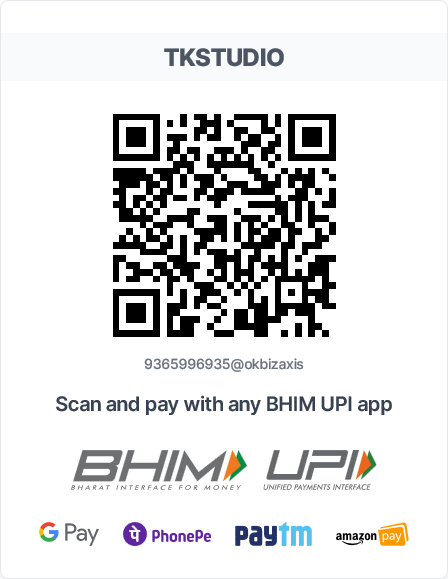 TKSTUDIO
9365996935@okbizaxis
Scan and pay with any BHIM UPI app
BHIM UPI
BHARAT INTERFACE FOR MONEY UNIFIED PAYMENTS INTERFACE
G Pay पे PhonePe paytm amazon pay